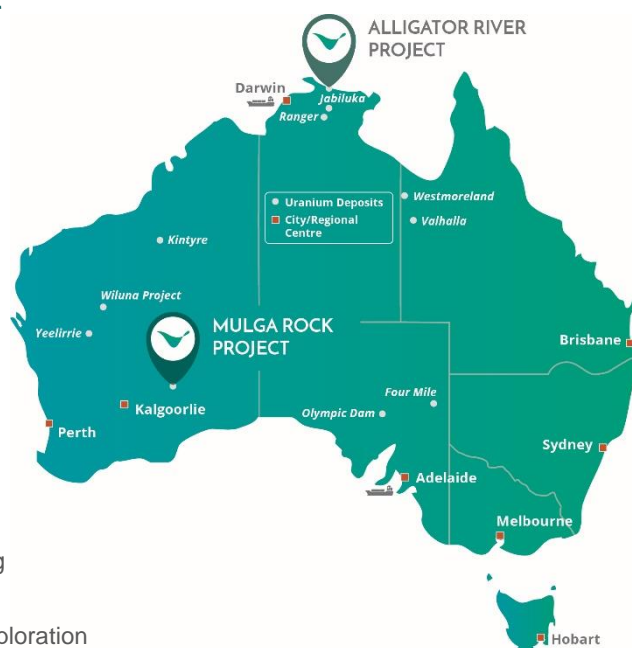 ALLIGATOR RIVER
PROJECT
Darwin
Jabiluka
Ranger
Uranium Deposits
City/Regional
Centre
Westmoreland
Valhalla
Kintyre
Wiluna Project
Yeelirrie
MULGA ROCK
PROJECT
Brisbane
Kalgoorlie
Four Mile
Olympic Dam
Perth
Sydney
Adelaide
Melbourne
Hobart